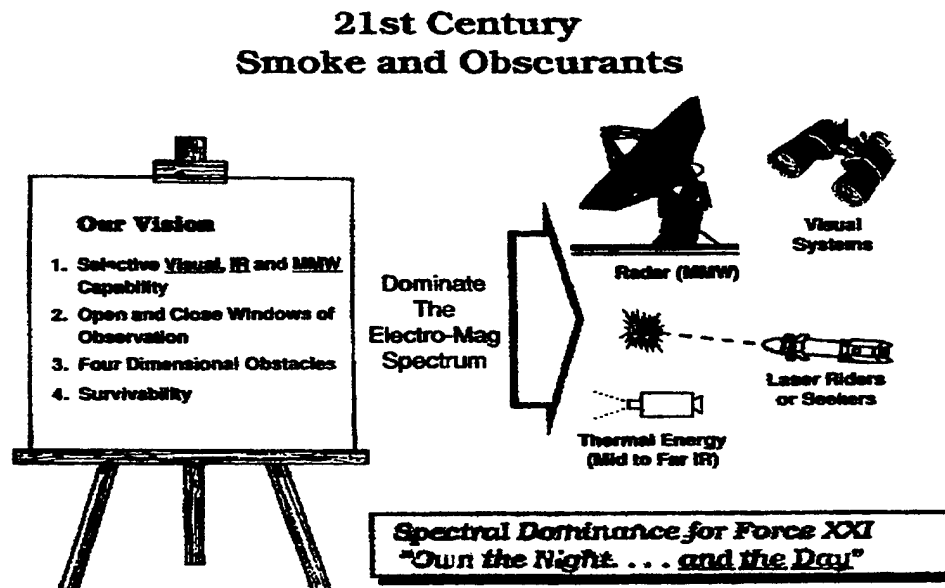 21st Century
Smoke and Obscurants
Our Vision
1. Selective Visual, IR and MMW
Capability
2. Open and Close Windows of
Observation
3. Four Dimensional Obstacles
4. Survivability
Dominate
The
Electro-Mag
Spectrum
Radar (MMW)
Visual
Systems
Laser Riders
or Seekers
Thermal Energy
(Mid to Far IR)
Spectral Dominance for Force XXI
"Own the Night. . . . and the Day"